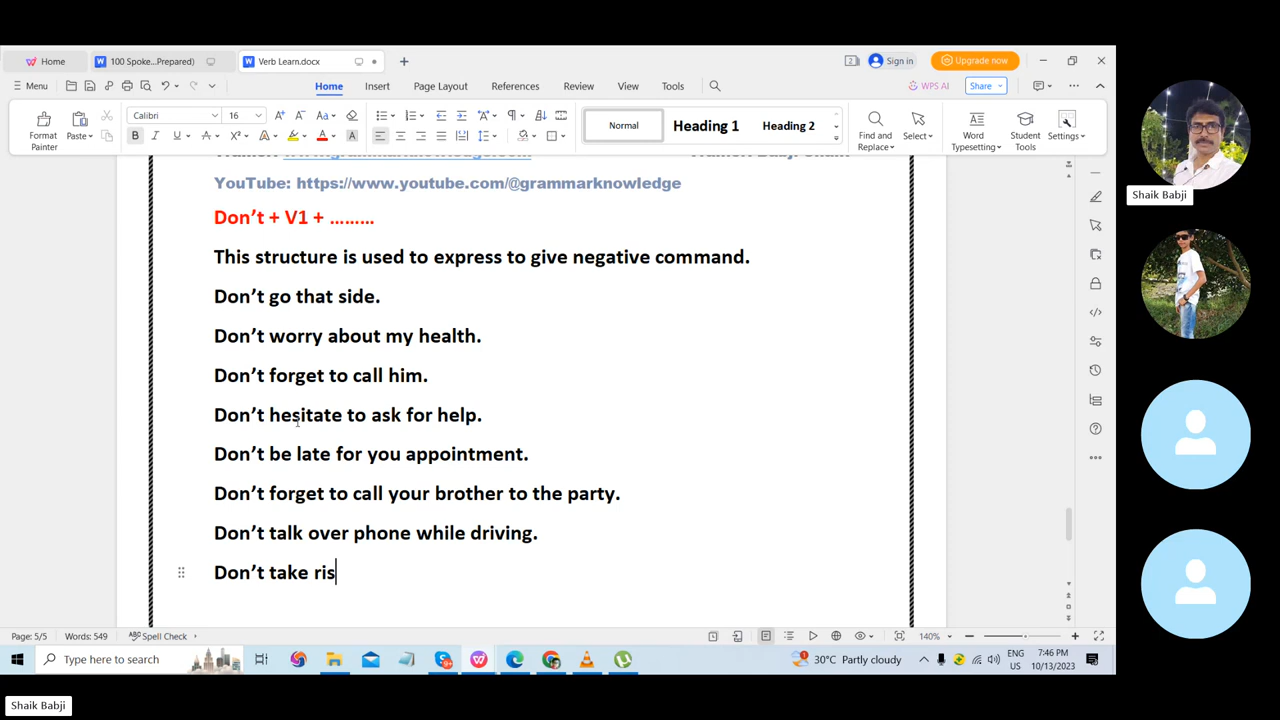 Home
100 Spoke...Prepared)
Verb Learn.docx
Sign in
Upgrade now
Menu
Home
Insert
Page Layout
References
Review
View
Tools
WPS AI
Share
Format Painter
Paste
Calibri
16
Normal
Heading 1
Heading 2
Find and Replace
Select
Word Typesetting
Student Tools
Settings
YouTube: https://www.youtube.com/@grammarknowledge
Don't + V1 + .........
This structure is used to express to give negative command.
Don't go that side.
Don't worry about my health.
Don't forget to call him.
Don't hesitate to ask for help.
Don't be late for you appointment.
Don't forget to call your brother to the party.
Don't talk over phone while driving.
Don't take ris
Page: 5/5
Words: 549
Spell Check
140%
Type here to search
30°C Partly cloudy
ENG
US
7:46 PM
10/13/2023
Shaik Babji
Shaik Babji